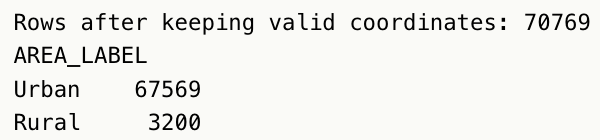 Rows after keeping valid coordinates: 70769
AREA_LABEL
Urban    67569
Rural     3200